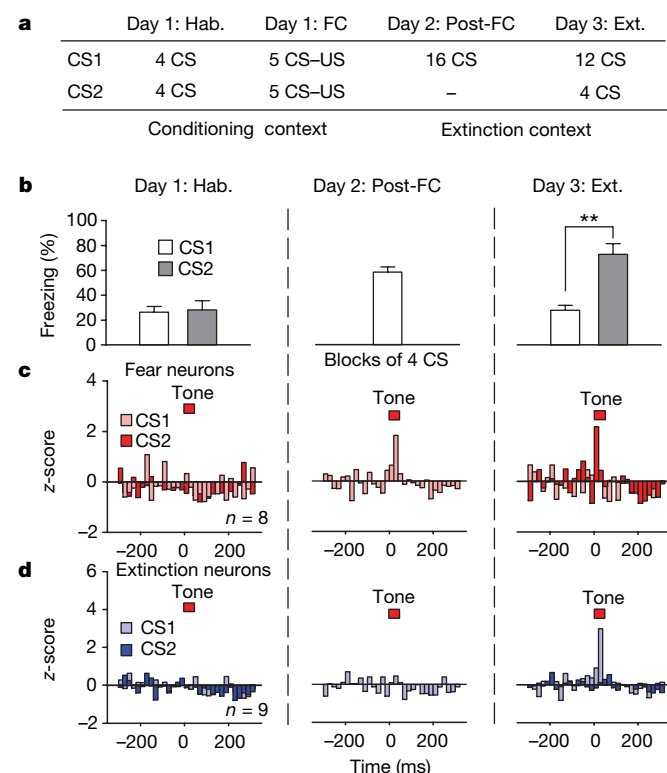 a
Day 1: Hab. Day 1: FC Day 2: Post-FC Day 3: Ext.
CS1 4 CS 5 CS–US 16 CS 12 CS
CS2 4 CS 5 CS–US – 4 CS
Conditioning context Extinction context
b
Day 1: Hab. Day 2: Post-FC Day 3: Ext.
Freezing (%)
100
80
60
40
20
0
CS1
CS2
**
Blocks of 4 CS
c
Fear neurons
Tone Tone Tone
CS1
CS2
z-score
4
2
0
–2
n = 8
–200 0 200 –200 0 200 –200 0 200
d
Extinction neurons
Tone Tone Tone
CS1
CS2
z-score
6
4
2
0
–2
n = 9
–200 0 200 –200 0 200 –200 0 200
Time (ms)